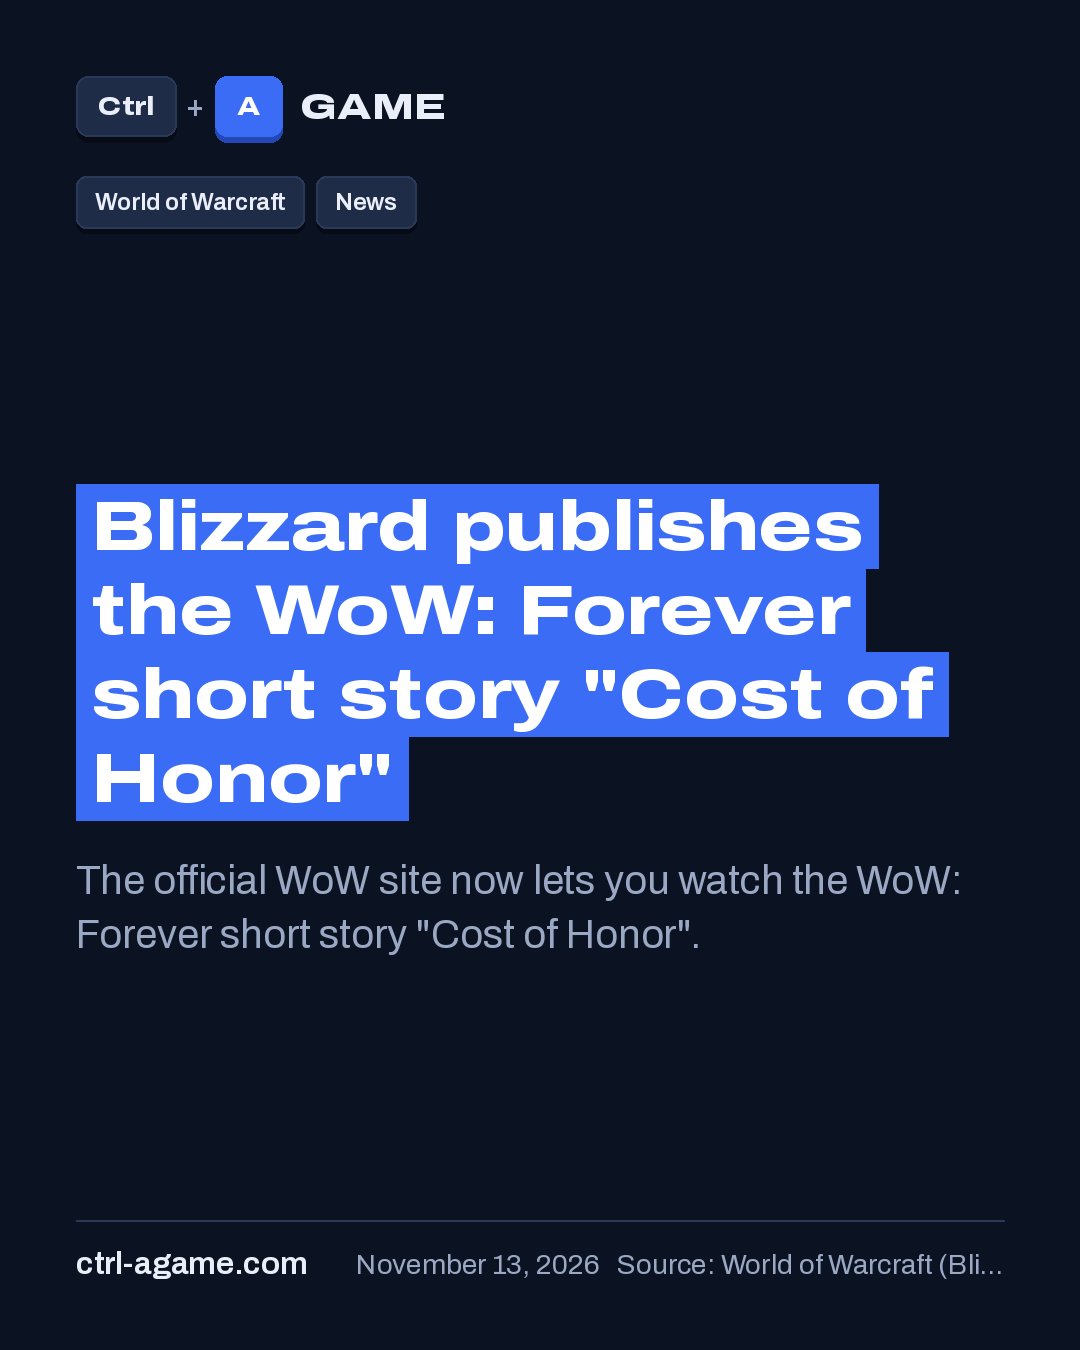 Ctrl + A GAME
World of Warcraft News
Blizzard publishes
the WoW: Forever
short story "Cost of
Honor"
The official WoW site now lets you watch the WoW:
Forever short story "Cost of Honor".
ctrl-agame.com November 13, 2026 Source: World of Warcraft (Bli...